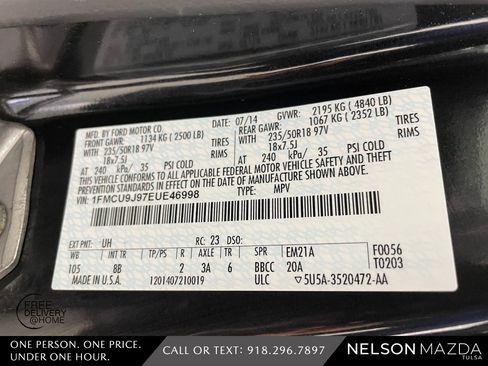 MFD. BY FORD MOTOR CO. 07/14 GVWR: 2195 KG ( 4840 LB)
FRONT GAWR: 1134 KG ( 2500 LB) REAR GAWR: 1067 KG ( 2352 LB)
WITH 235/50R18 97V TIRES WITH 235/50R18 97V TIRES
18x7.5J RIMS 18x7.5J RIMS
AT 240 kPa/ 35 PSI COLD AT 240 kPa/ 35 PSI COLD
THIS VEHICLE CONFORMS TO ALL APPLICABLE FEDERAL MOTOR VEHICLE SAFETY AND
THEFT PREVENTION STANDARDS IN EFFECT ON THE DATE OF MANUFACTURE SHOWN ABOVE.
VIN: 1FMCU9J97EUE46998 TYPE: MPV
EXT PNT: UH RC: 23 DSO:
WB INT TR TP/PS R AXLE TR SPR EM21A F0056
105 8B 2 3A 6 BBCC 20A T0203
MADE IN U.S.A. 1201407210019 ULC 5U5A-3520472-AA
FREE
DELIVERY
@HOME
ONE PERSON. ONE PRICE.
UNDER ONE HOUR.
CALL OR TEXT: 918.296.7897
NELSON MAZDA
TULSA